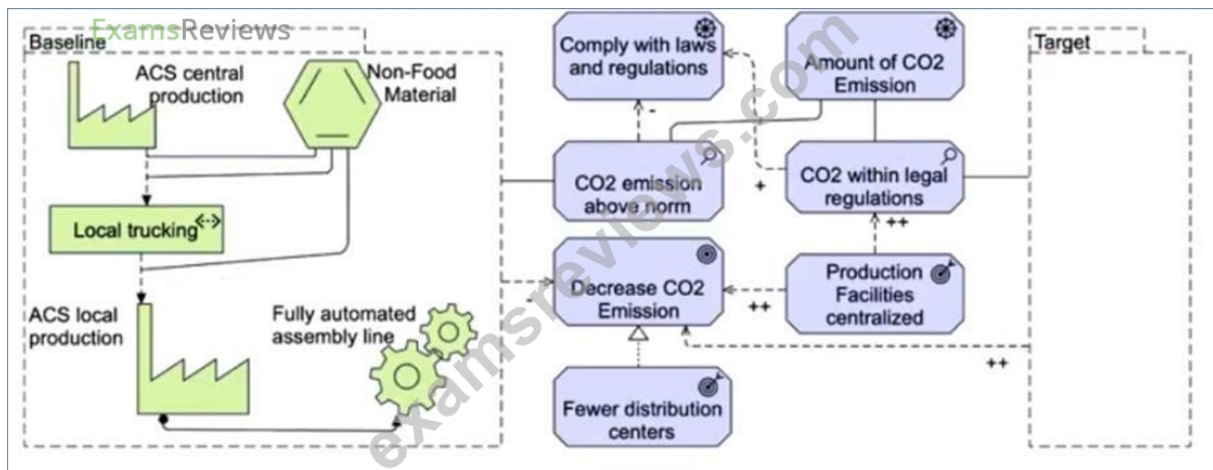 ExamsReviews
Baseline
ACS central
production
Non-Food
Material
Local trucking
ACS local
production
Fully automated
assembly line
Comply with laws
and regulations
-
Amount of CO2
Emission
CO2 emission
above norm
+
CO2 within legal
regulations
++
-
Decrease CO2
Emission
++
Production
Facilities
centralized
++
Fewer distribution
centers
Target
examsreviews.com